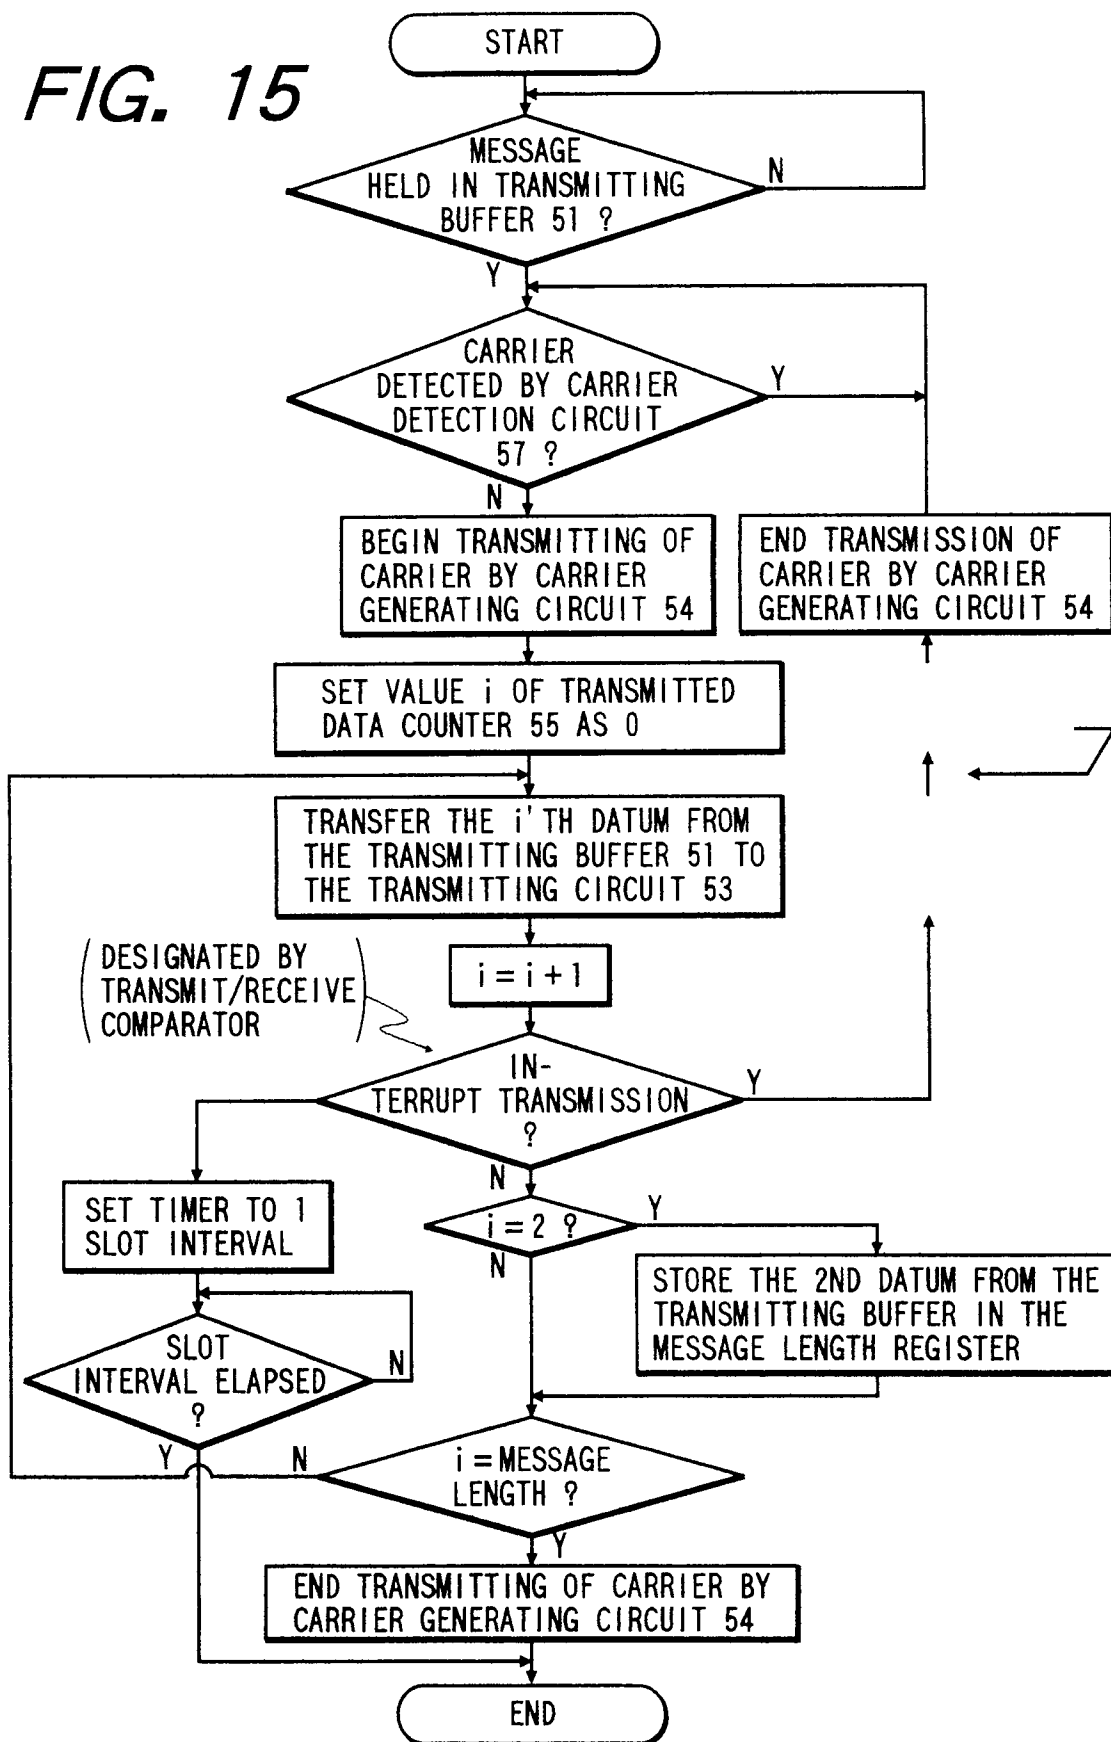 FIG. 15
START
MESSAGE
HELD IN TRANSMITTING
BUFFER 51 ?
N
Y
CARRIER
DETECTED BY CARRIER
DETECTION CIRCUIT
57 ?
Y
N
BEGIN TRANSMITTING OF
CARRIER BY CARRIER
GENERATING CIRCUIT 54
END TRANSMISSION OF
CARRIER BY CARRIER
GENERATING CIRCUIT 54
SET VALUE i OF TRANSMITTED
DATA COUNTER 55 AS 0
TRANSFER THE i'TH DATUM FROM
THE TRANSMITTING BUFFER 51 TO
THE TRANSMITTING CIRCUIT 53
(DESIGNATED BY
TRANSMIT/RECEIVE
COMPARATOR)
i = i + 1
IN-
TERRUPT TRANSMISSION
?
Y
N
SET TIMER TO 1
SLOT INTERVAL
i = 2 ?
Y
N
STORE THE 2ND DATUM FROM THE
TRANSMITTING BUFFER IN THE
MESSAGE LENGTH REGISTER
SLOT
INTERVAL ELAPSED
?
N
Y
N
i = MESSAGE
LENGTH ?
Y
END TRANSMITTING OF CARRIER BY
CARRIER GENERATING CIRCUIT 54
END